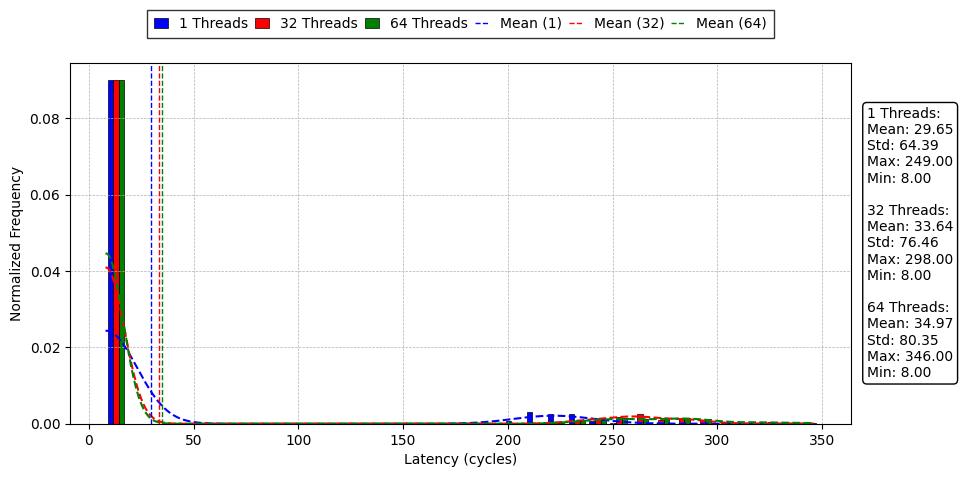 1 Threads 32 Threads 64 Threads Mean (1) Mean (32) Mean (64)
Normalized Frequency
0.08
0.06
0.04
0.02
0.00
0 50 100 150 200 250 300 350
Latency (cycles)
1 Threads:
Mean: 29.65
Std: 64.39
Max: 249.00
Min: 8.00
32 Threads:
Mean: 33.64
Std: 76.46
Max: 298.00
Min: 8.00
64 Threads:
Mean: 34.97
Std: 80.35
Max: 346.00
Min: 8.00